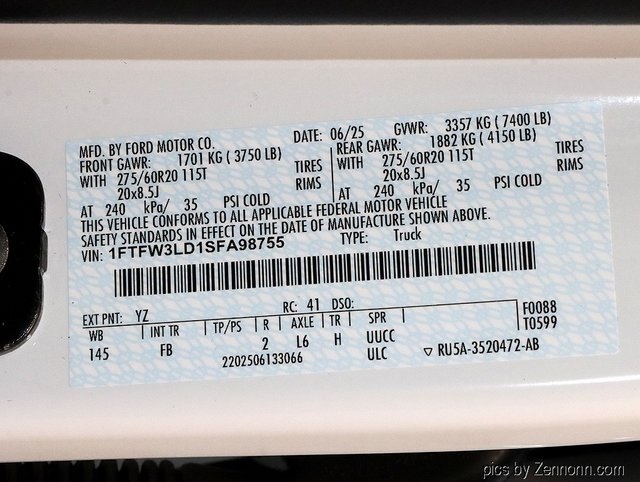 MFD. BY FORD MOTOR CO. DATE: 06/25 GVWR: 3357 KG ( 7400 LB)
FRONT GAWR: 1701 KG ( 3750 LB) REAR GAWR: 1882 KG ( 4150 LB)
WITH 275/60R20 115T TIRES WITH 275/60R20 115T TIRES
20x8.5J RIMS 20x8.5J RIMS
AT 240 kPa/ 35 PSI COLD AT 240 kPa/ 35 PSI COLD
THIS VEHICLE CONFORMS TO ALL APPLICABLE FEDERAL MOTOR VEHICLE
SAFETY STANDARDS IN EFFECT ON THE DATE OF MANUFACTURE SHOWN ABOVE.
VIN: 1FTFW3LD1SFA98755 TYPE: Truck
EXT PNT: YZ RC: 41 DSO: F0088
WB INT TR TP/PS R AXLE TR SPR T0599
145 FB 2 L6 H UUCC
2202506133066 ULC ▽ RU5A-3520472-AB
pics by Zennonn.com